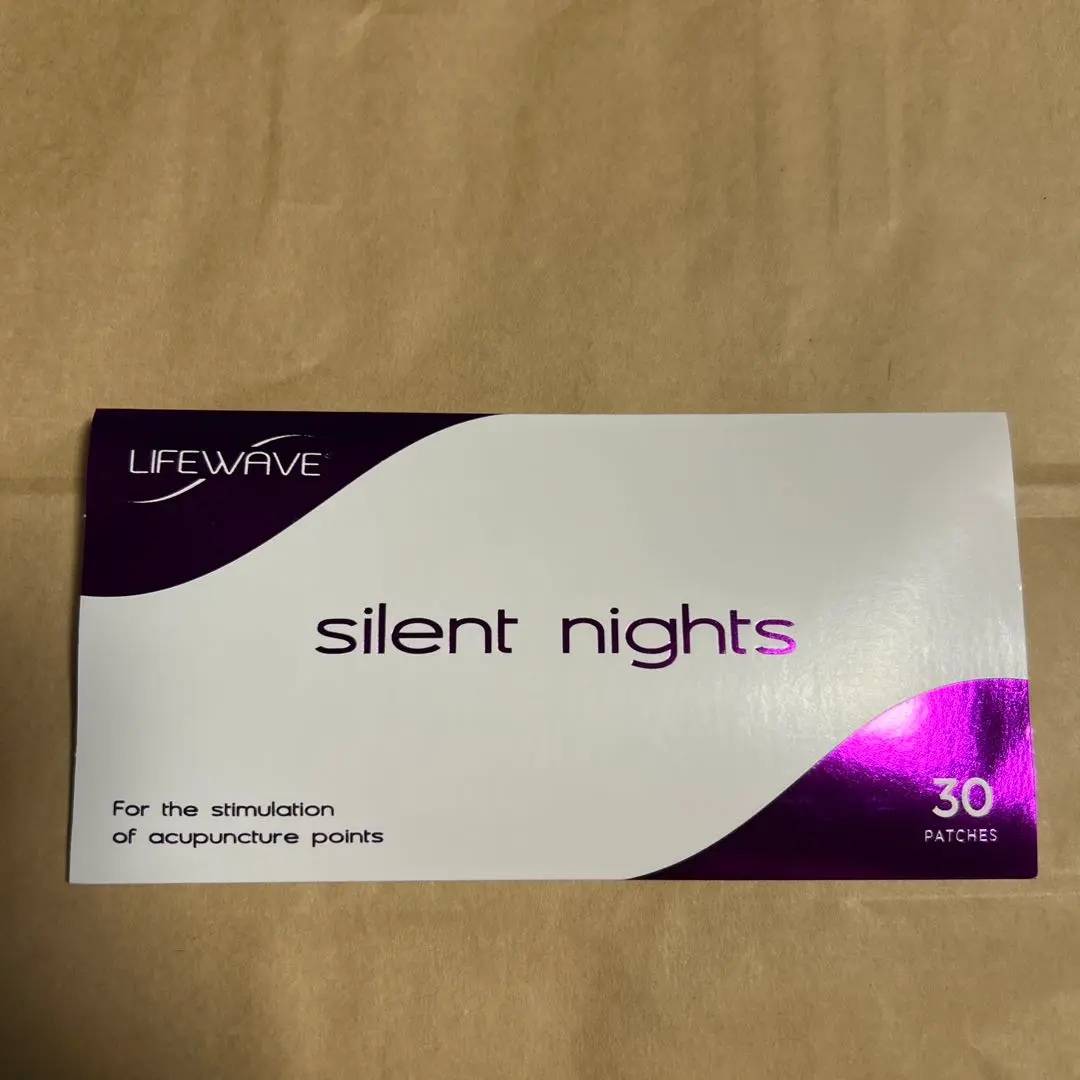 LIFEWAVE
silent nights
For the stimulation
of acupuncture points
30
PATCHES